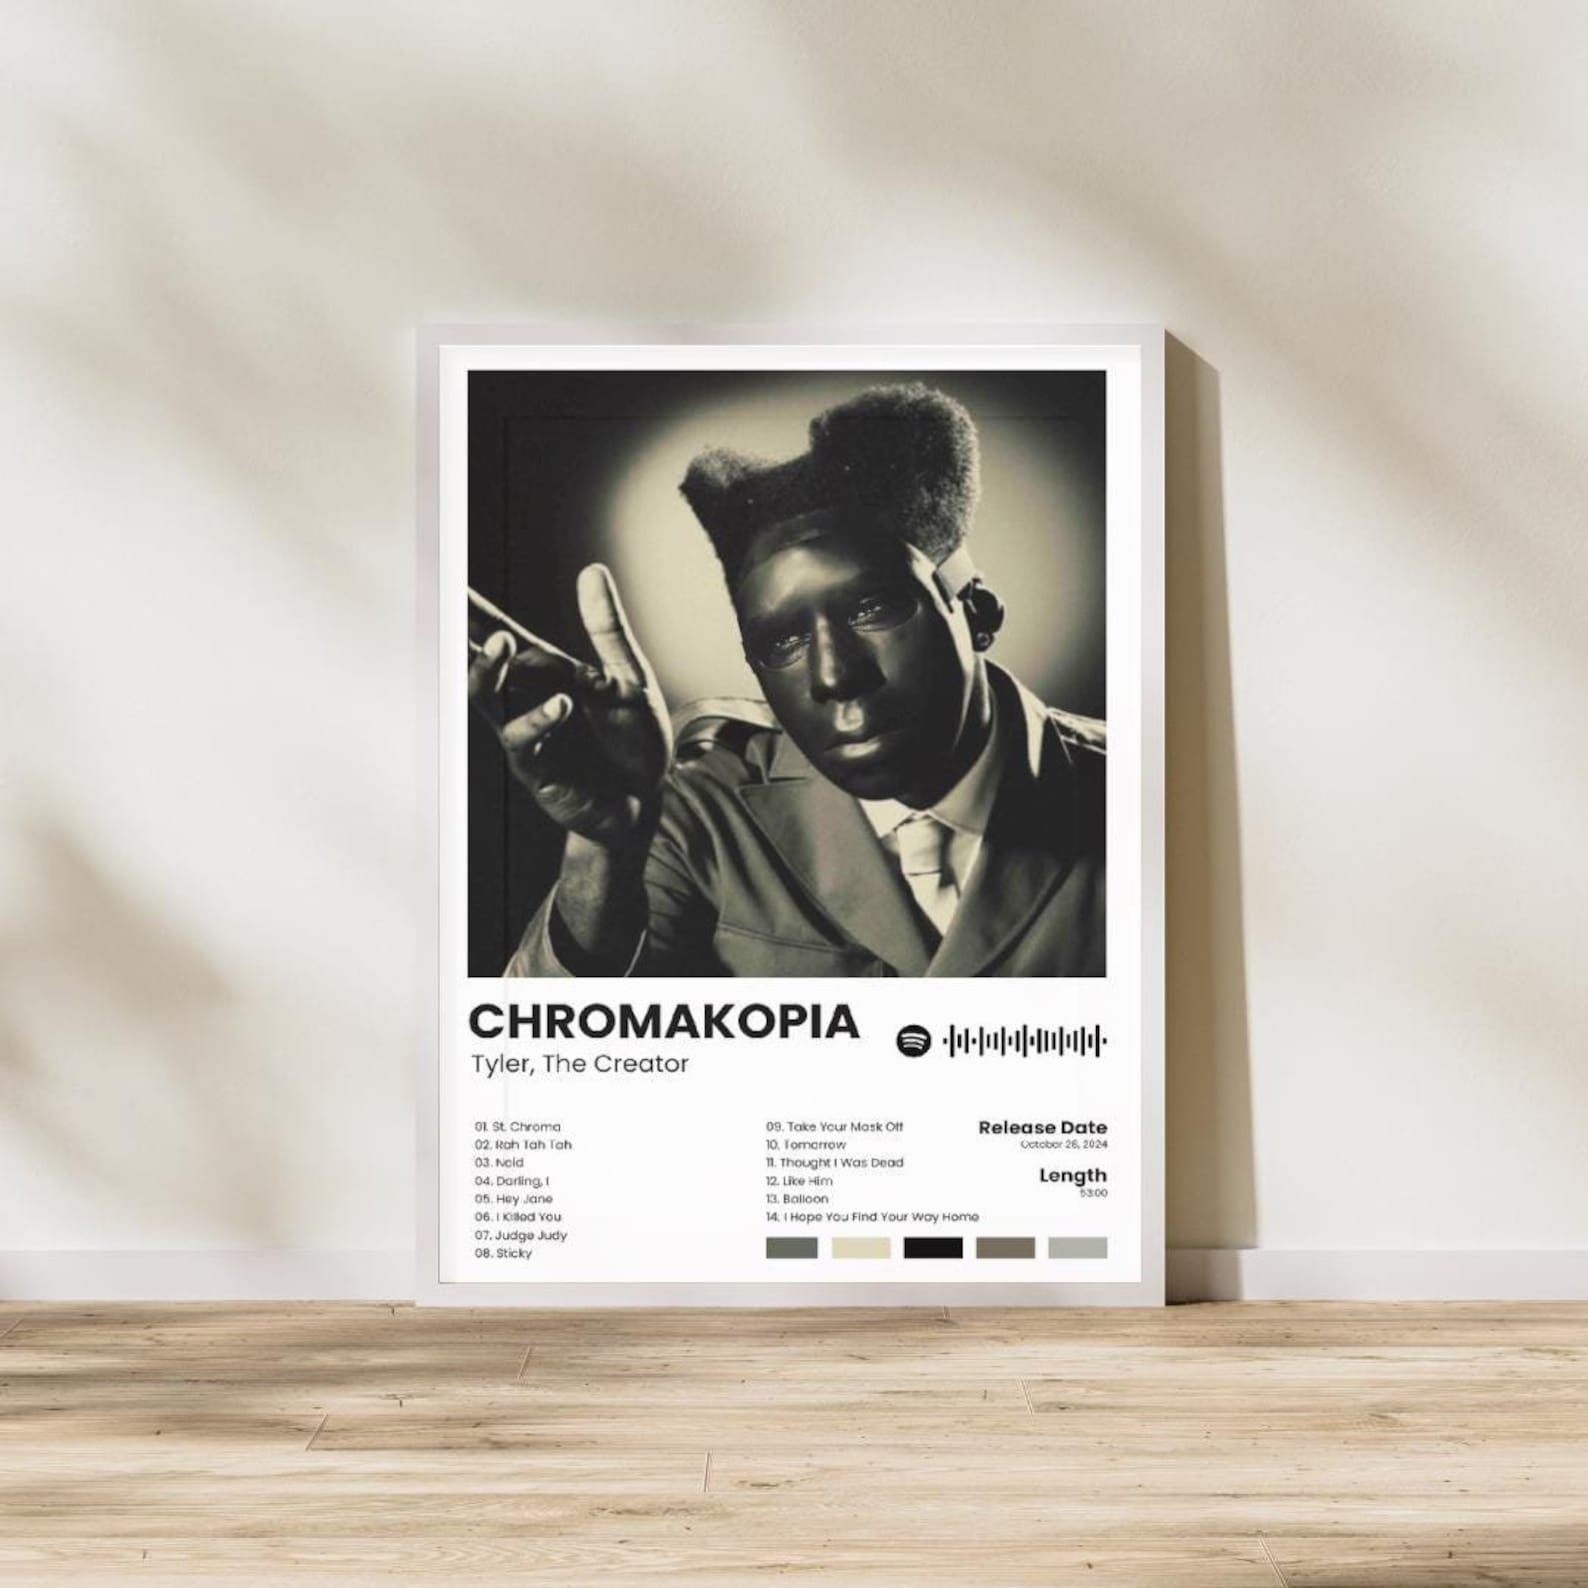 CHROMAKOPIA
Tyler, The Creator
01. St. Chroma
02. Rah Tah Tah
03. Noid
04. Darling, I
05. Hey Jane
06. I Killed You
07. Judge Judy
08. Sticky
09. Take Your Mask Off
10. Tomorrow
11. Thought I Was Dead
12. Like Him
13. Balloon
14. I Hope You Find Your Way Home
Release Date
October 28, 2024
Length
53:00